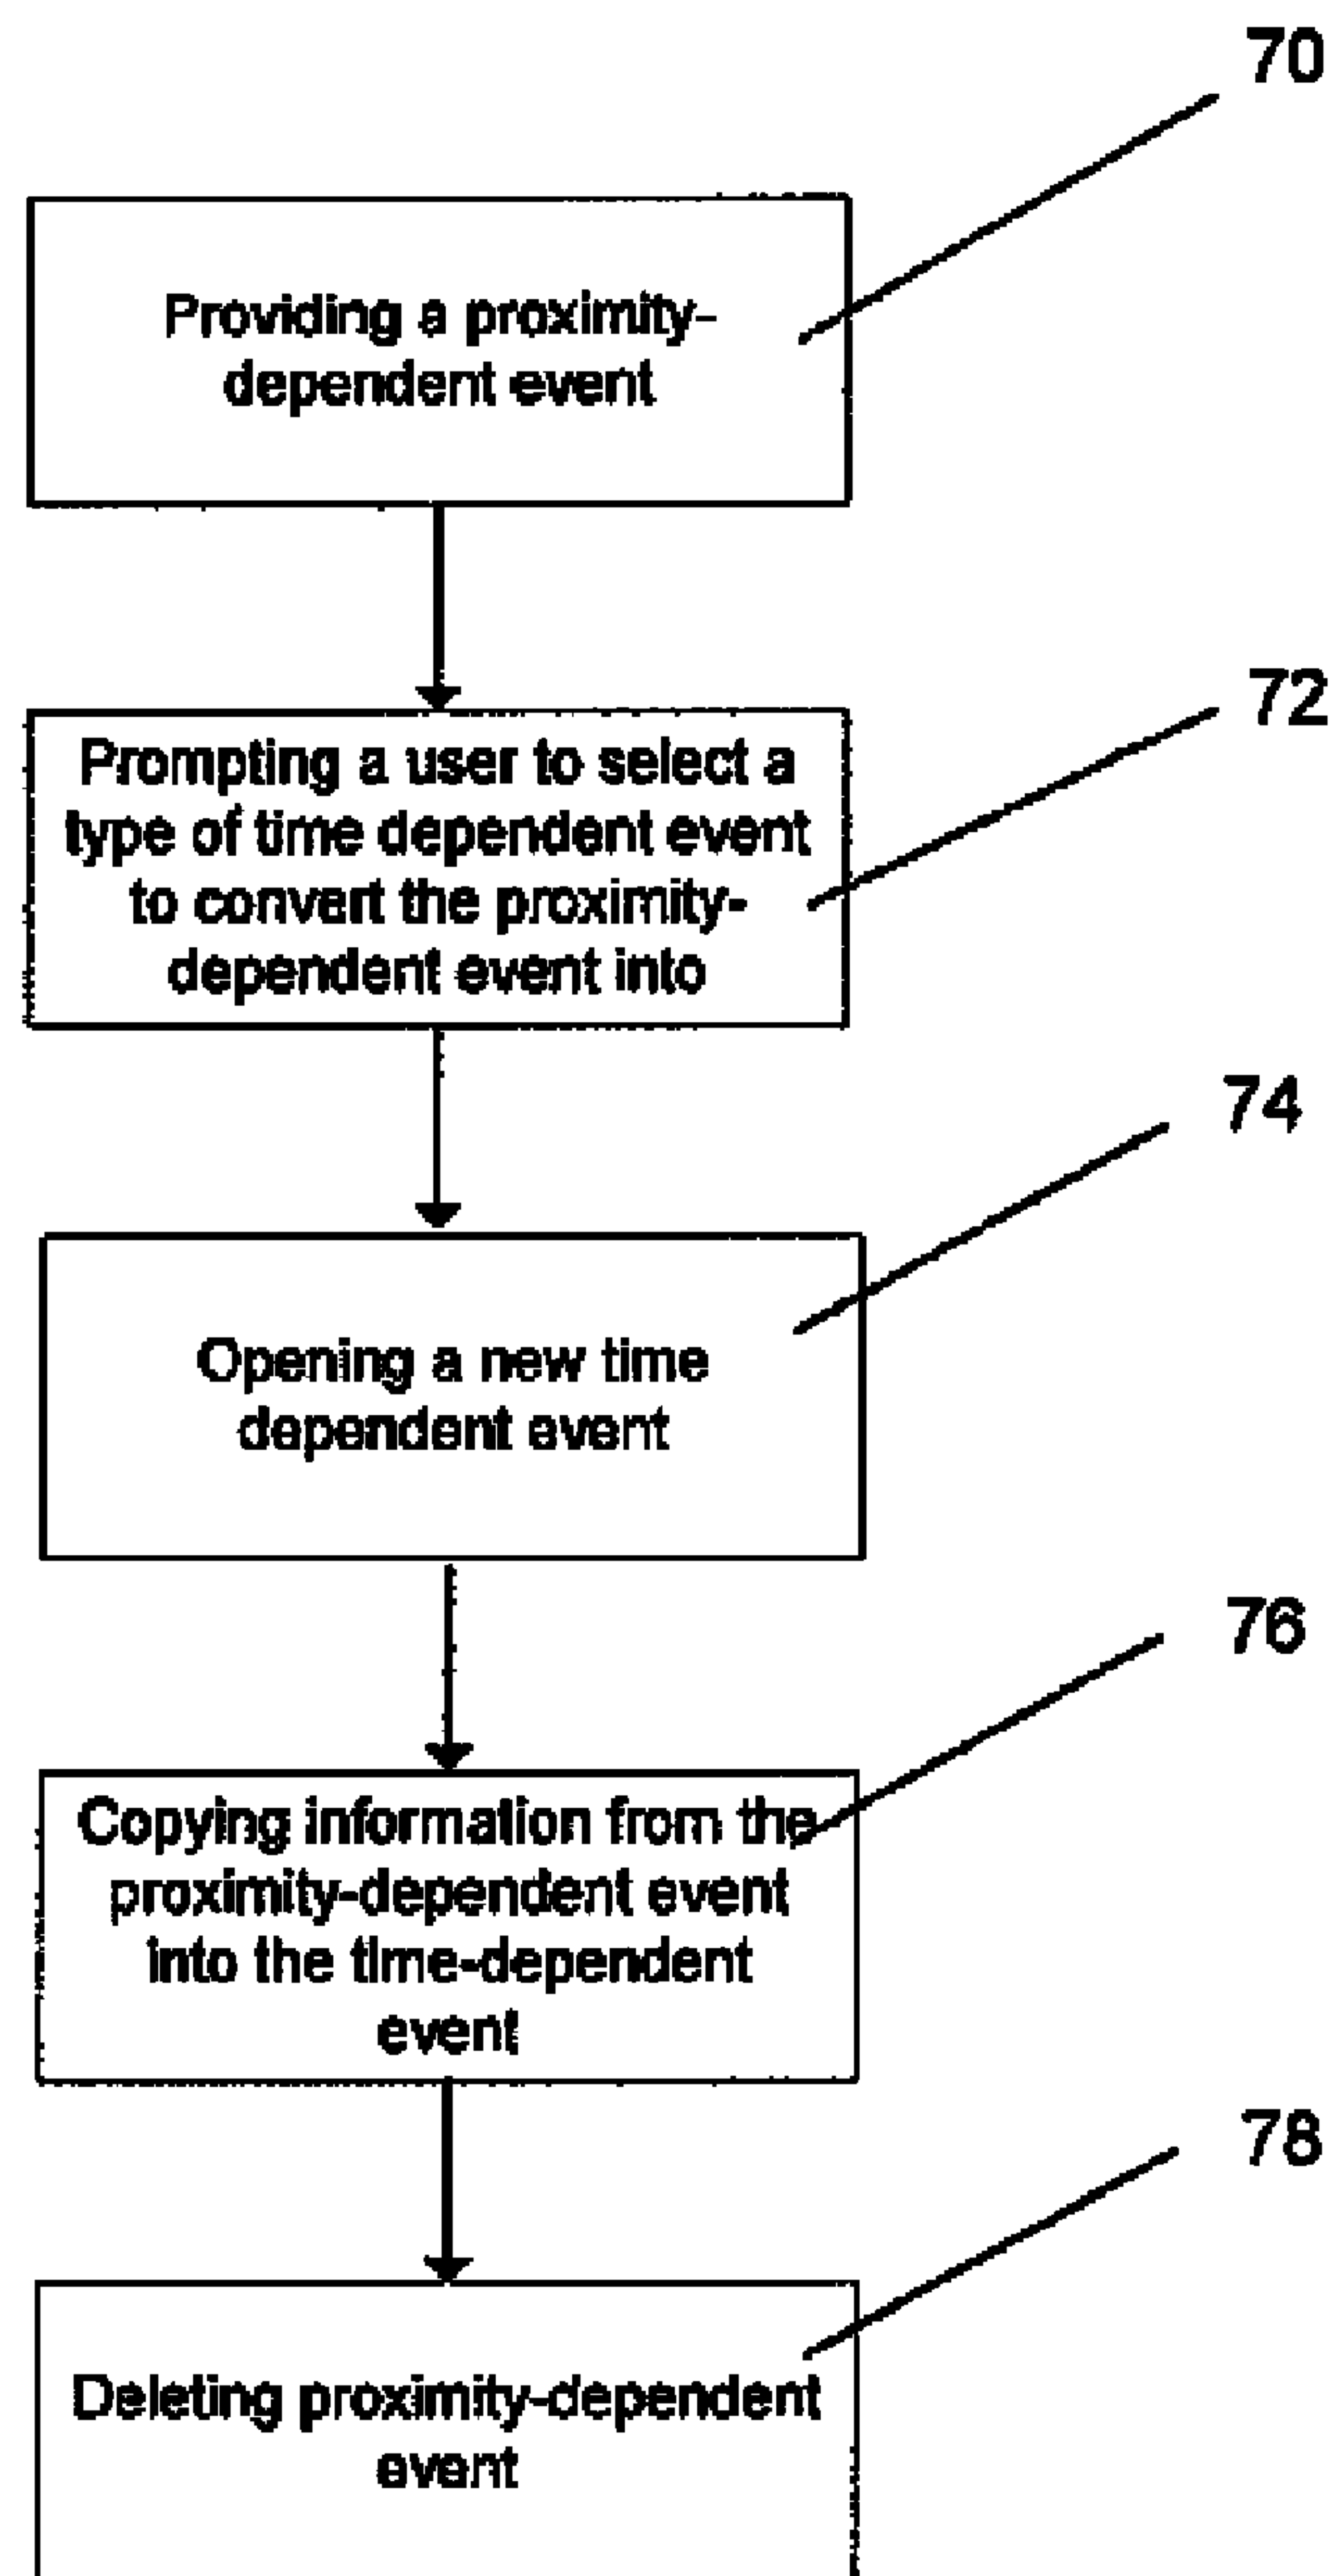 70
Providing a proximity-
dependent event
72
Prompting a user to select a
type of time dependent event
to convert the proximity-
dependent event into
74
Opening a new time
dependent event
76
Copying information from the
proximity-dependent event
into the time-dependent
event
78
Deleting proximity-dependent
event